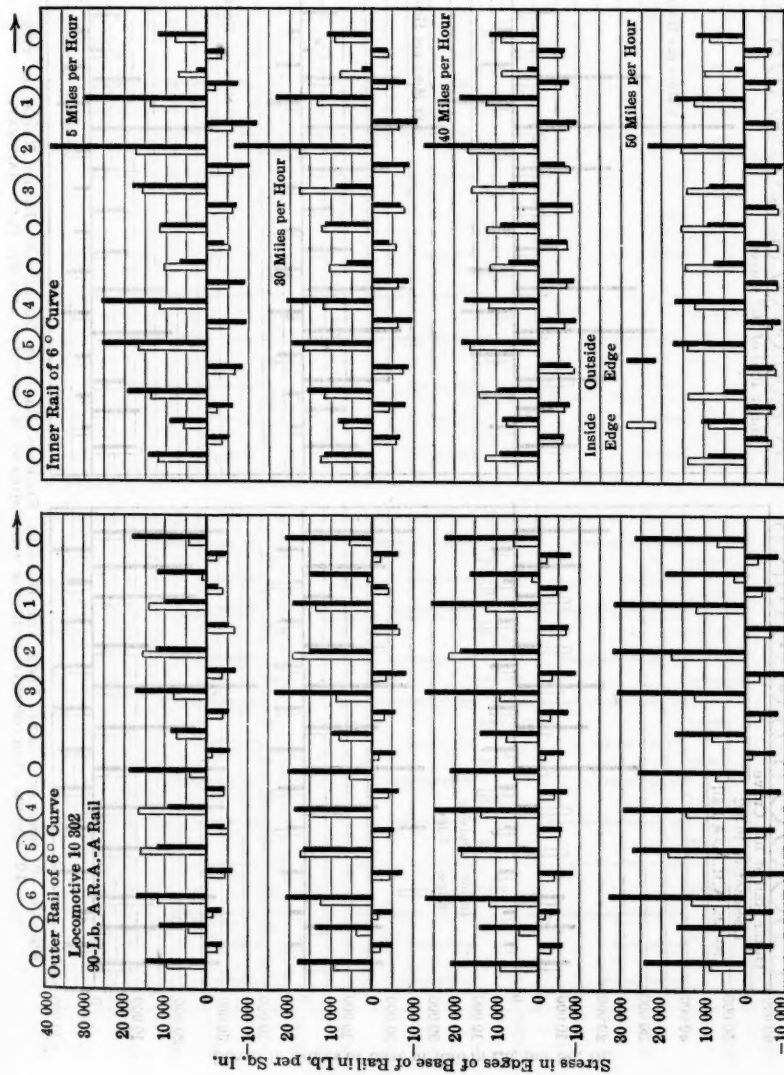 Stress in Edges of Base of Rail in Lb. per Sq. In.
Outer Rail of 6° Curve
Locomotive 10 302
90-Lb. A.R.A.-A Rail
6 5 4 3 2 1
40 000
30 000
20 000
10 000
0
-10 000
30 000
20 000
10 000
0
-10 000
30 000
20 000
10 000
0
-10 000
30 000
20 000
10 000
0
-10 000
Inner Rail of 6° Curve
6 5 4 3 2 1
5 Miles per Hour
30 Miles per Hour
40 Miles per Hour
50 Miles per Hour
Inside Edge
Outside Edge